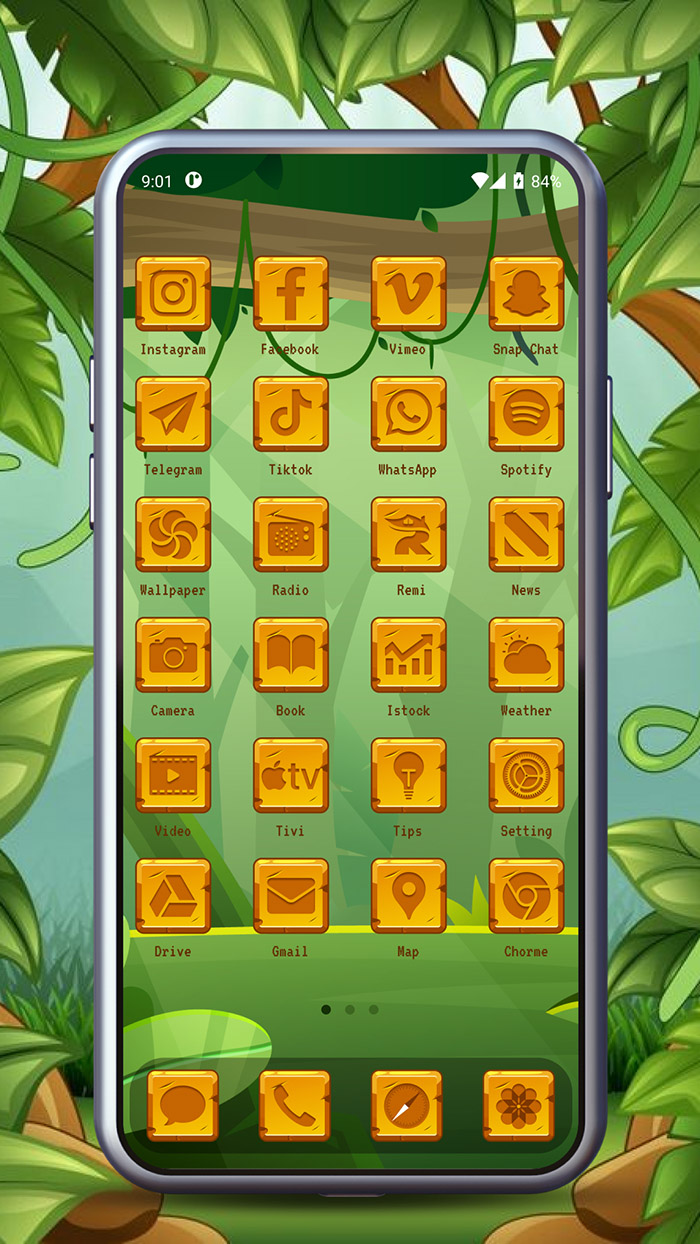 9:01 84%
Instagram Facebook Vimeo Snap Chat
Telegram Tiktok WhatsApp Spotify
Wallpaper Radio Remi News
Camera Book Istock Weather
tv
Video Tivi Tips Setting
Drive Gmail Map Chorme